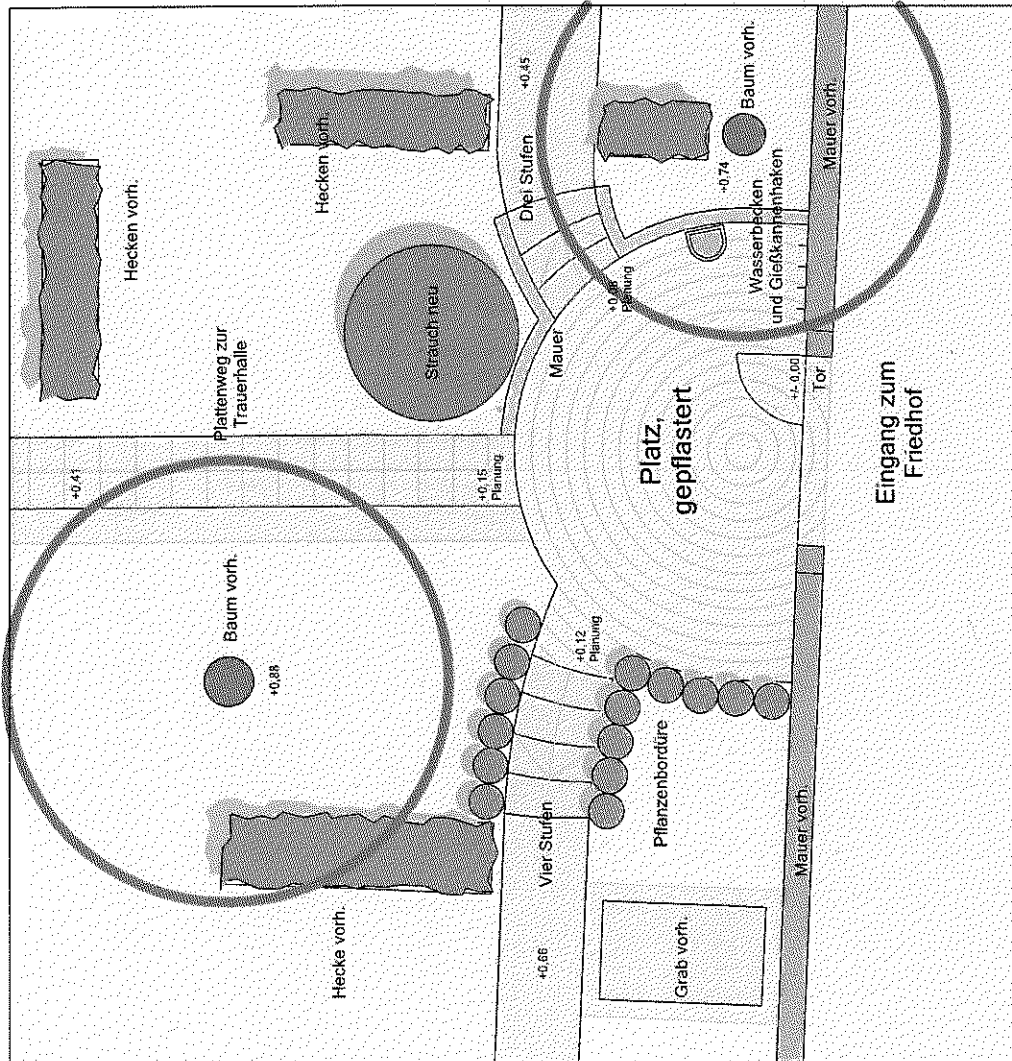 +0,41
Hecken vorh.
Plattenweg zur
Trauerhalle
Baum vorh.
+0,88
Hecken vorh.
Hecke vorh.
Strauch neu
+0,15
Planung
+0,45
Drei Stufen
+0,66
Vier Stufen
Mauer
+0,12
Planung
Planung
Platz,
gepflastert
Pflanzenbordüre
Grab vorh.
+0,74
Baum vorh.
Wasserbecken
und Gießkannenhaken
+/- 0,00
Tor
Mauer vorh.
Mauer vorh.
Eingang zum
Friedhof